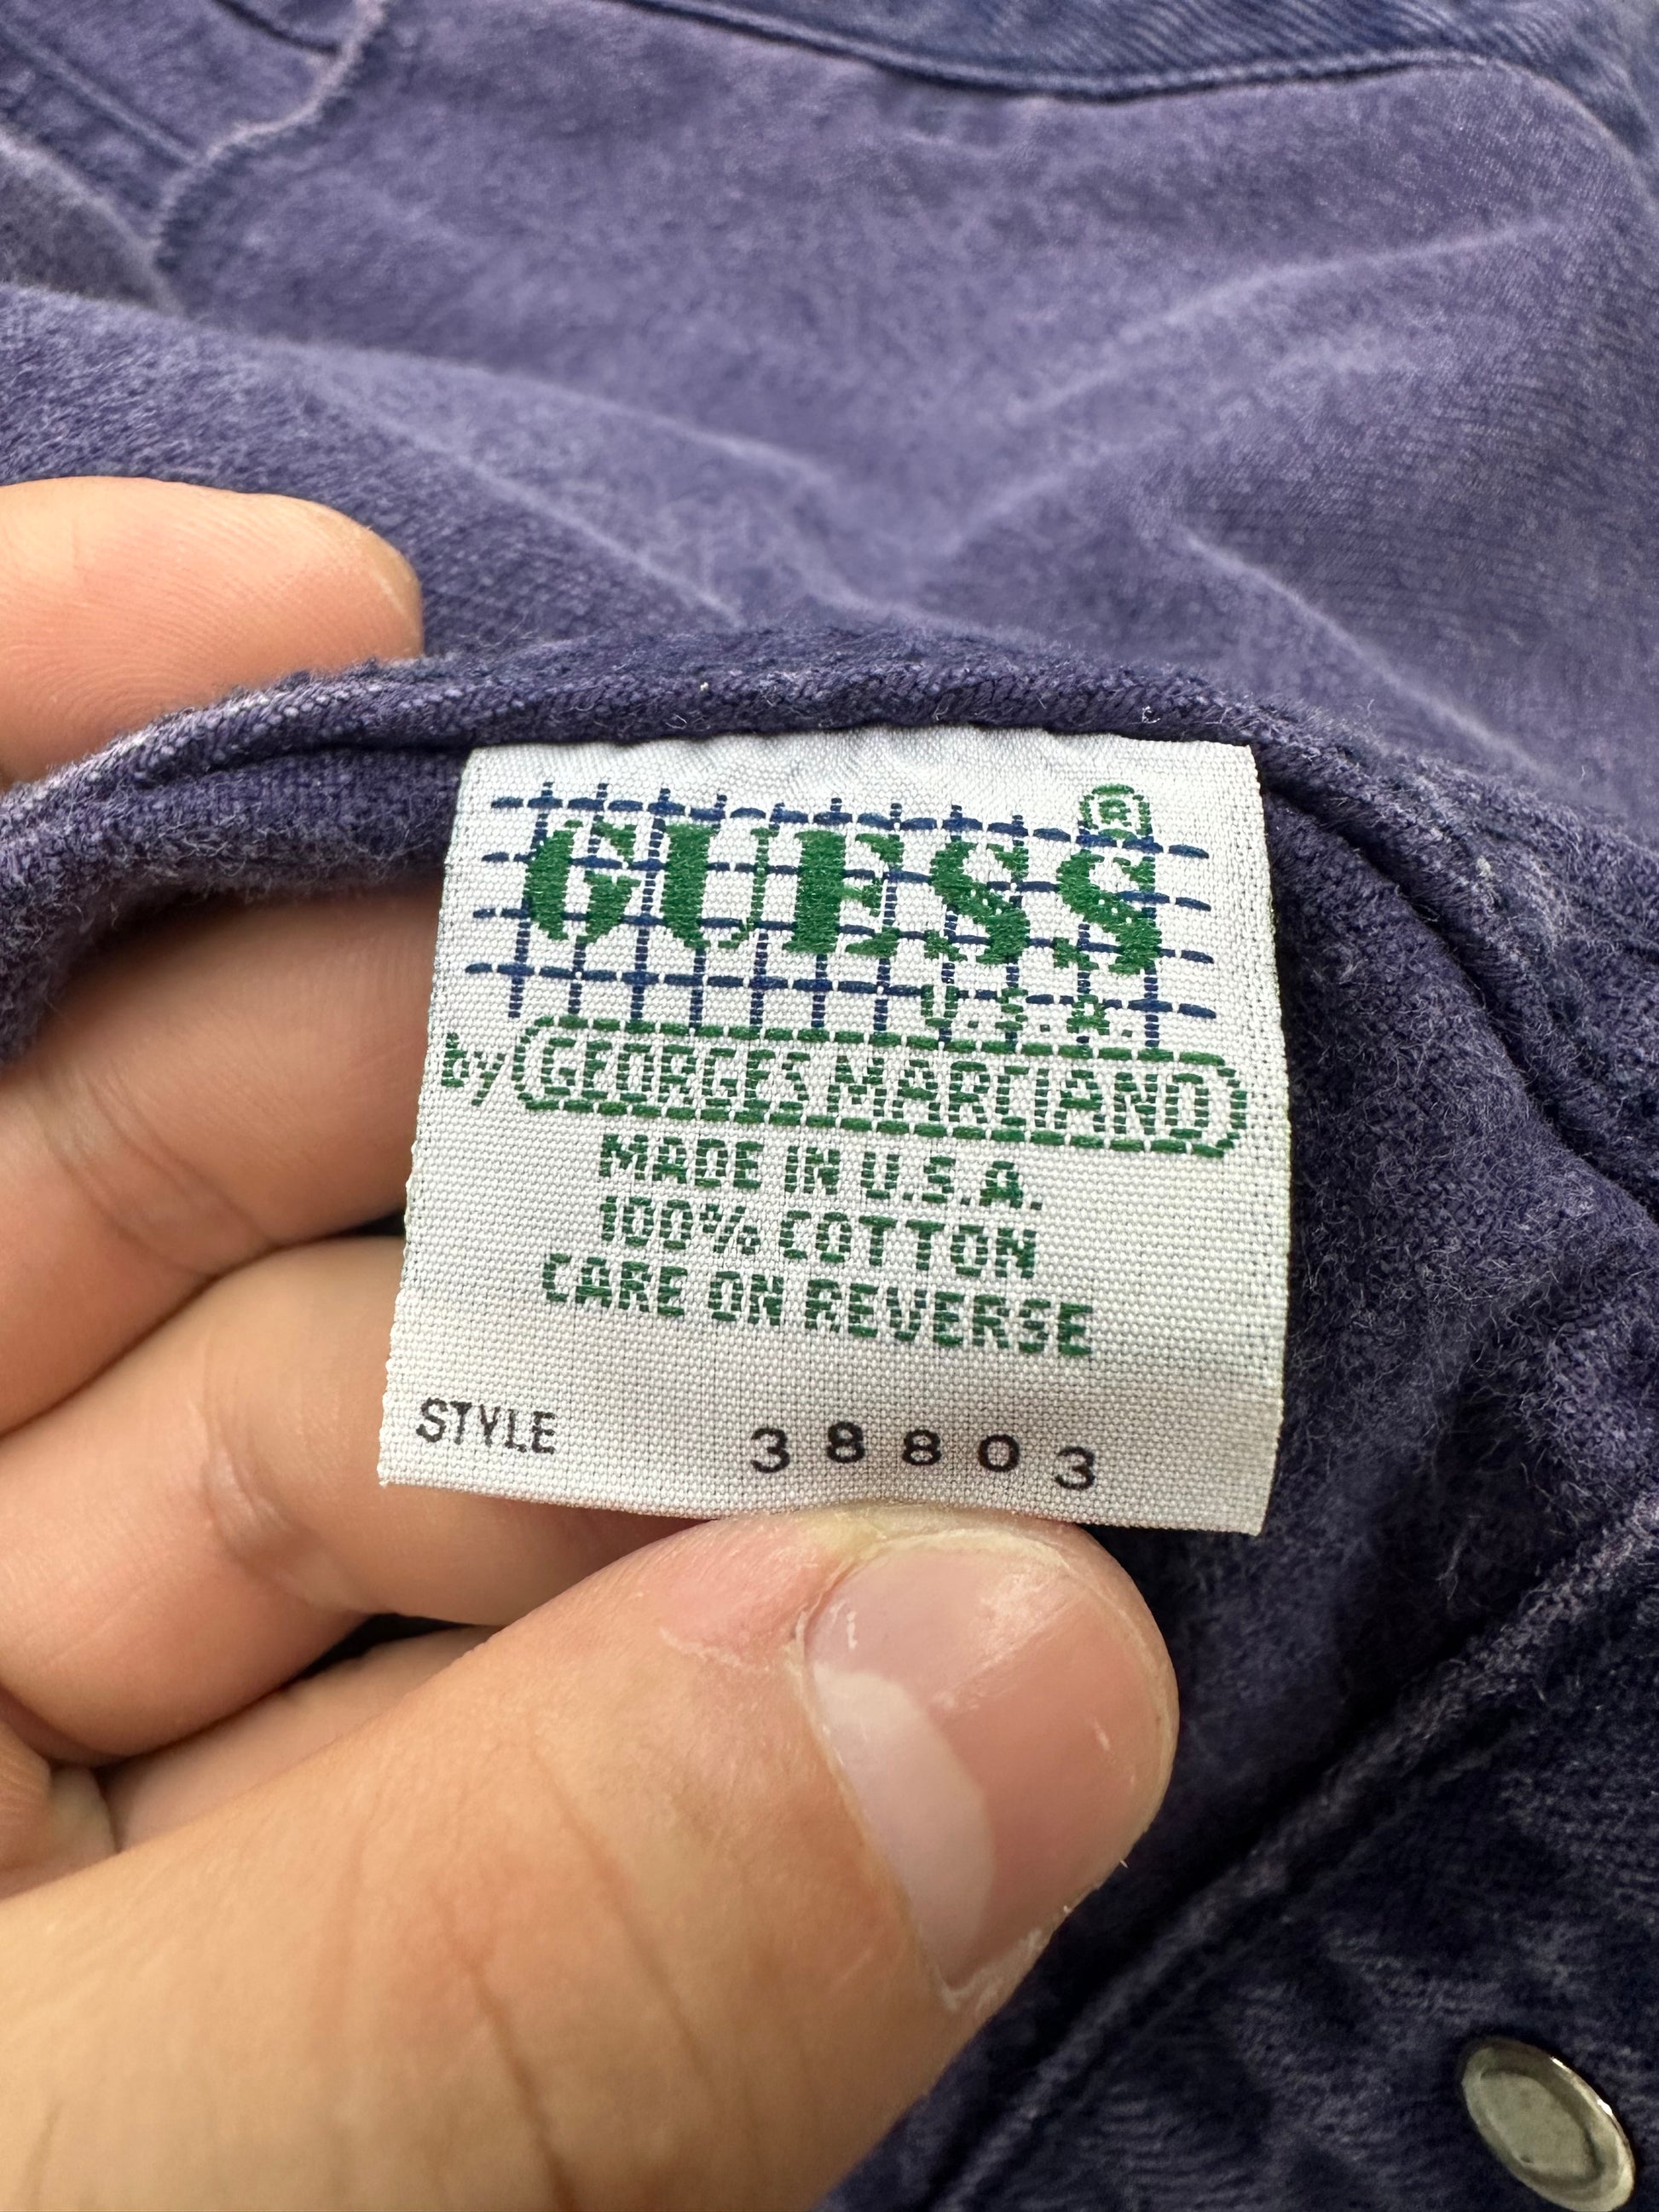 GUESS ®
U.S.A.
by GEORGES MARCIANO
MADE IN U.S.A.
100% COTTON
CARE ON REVERSE
STYLE 38803